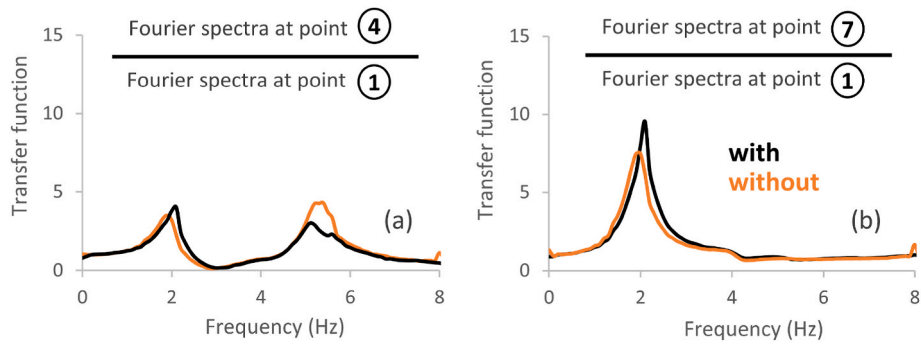 Fourier spectra at point 4
Fourier spectra at point 1
Transfer function
15
10
5
0
0 2 4 6 8
Frequency (Hz)
(a)
Fourier spectra at point 7
Fourier spectra at point 1
Transfer function
15
10
5
0
0 2 4 6 8
Frequency (Hz)
with
without
(b)